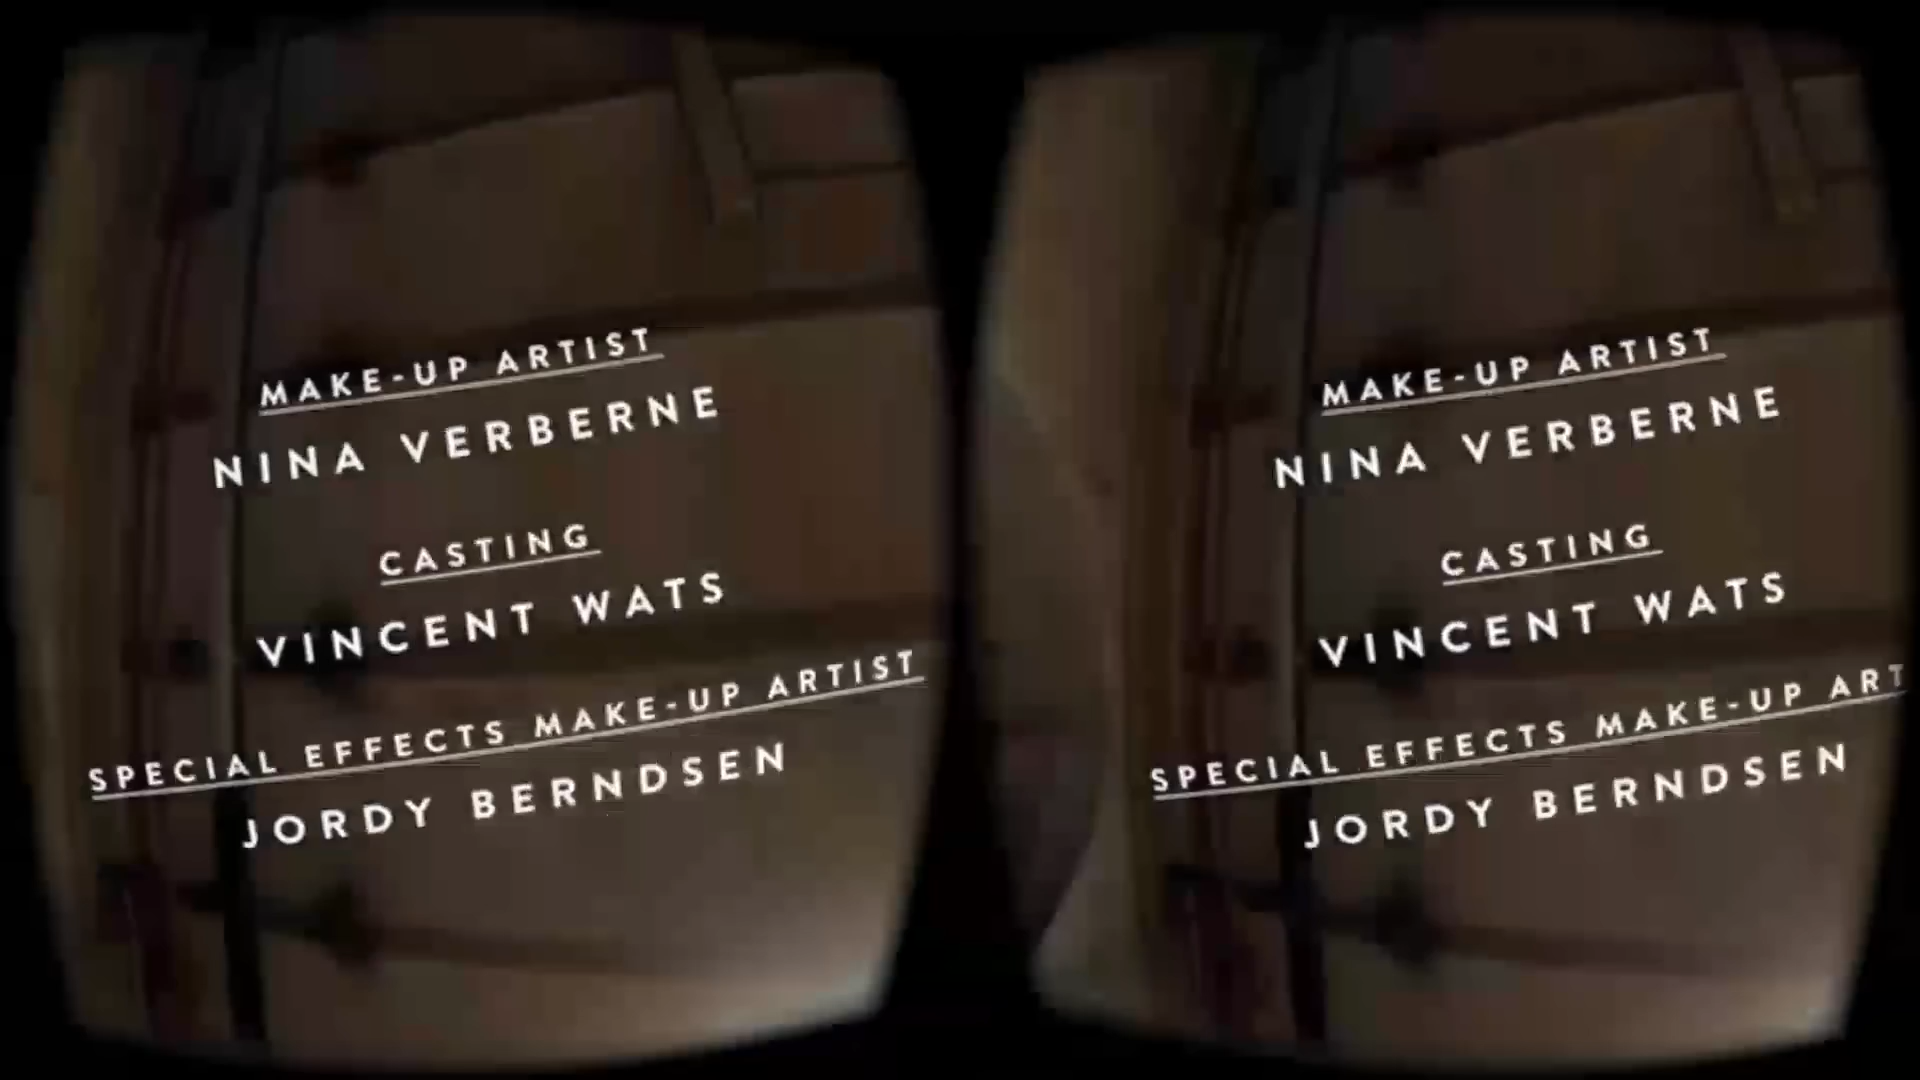 MAKE-UP ARTIST
NINA VERBERNE
CASTING
VINCENT WATS
SPECIAL EFFECTS MAKE-UP ARTIST
JORDY BERNDSEN
MAKE-UP ARTIST
NINA VERBERNE
CASTING
VINCENT WATS
SPECIAL EFFECTS MAKE-UP ART
JORDY BERNDSEN